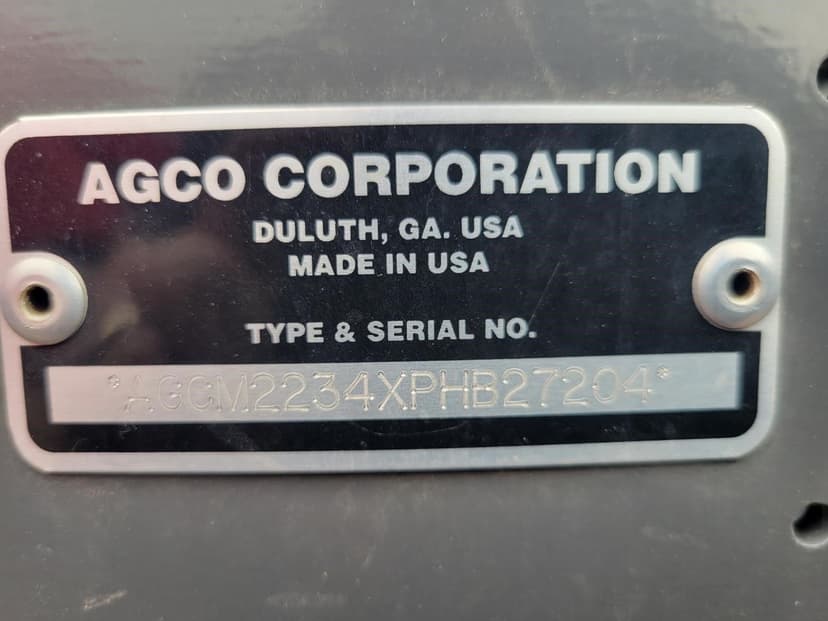 AGCO CORPORATION
DULUTH, GA. USA
MADE IN USA
TYPE & SERIAL NO.
*AGCM2234XPHB27204*